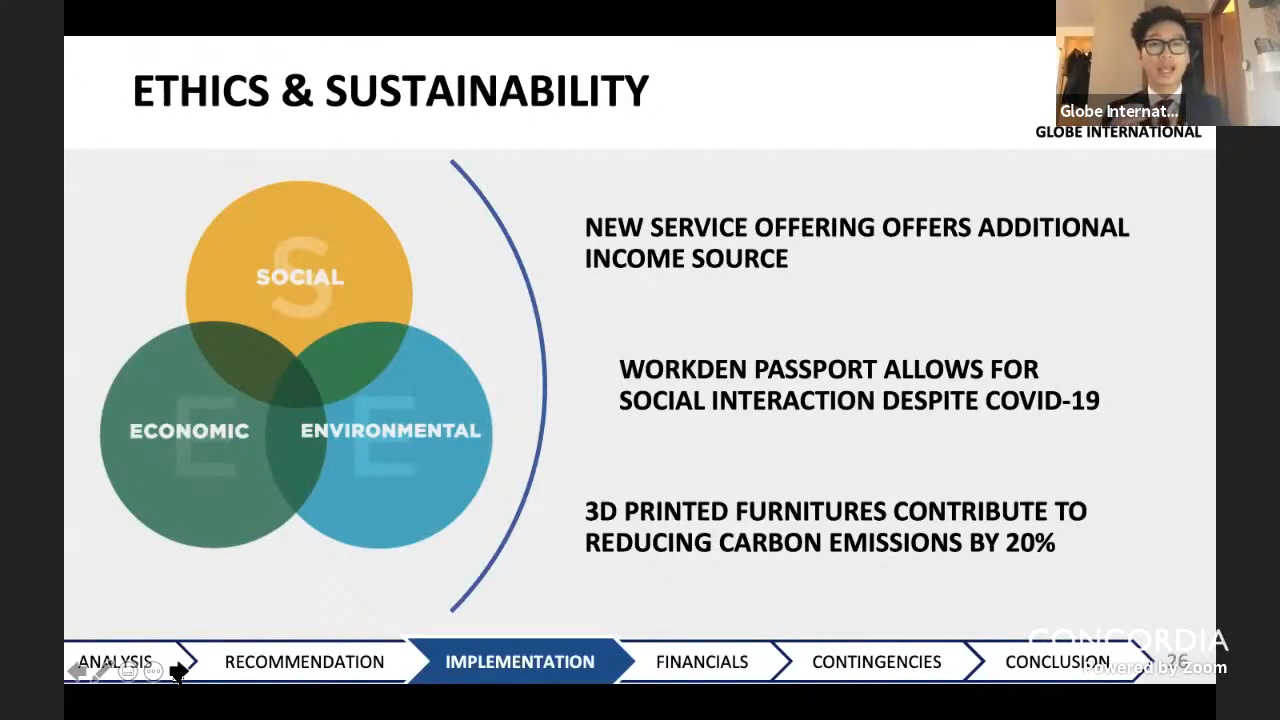 ETHICS & SUSTAINABILITY
Globe Internat...
GLOBE INTERNATIONAL
S
SOCIAL
E
ECONOMIC
E
ENVIRONMENTAL
NEW SERVICE OFFERING OFFERS ADDITIONAL
INCOME SOURCE
WORKDEN PASSPORT ALLOWS FOR
SOCIAL INTERACTION DESPITE COVID-19
3D PRINTED FURNITURES CONTRIBUTE TO
REDUCING CARBON EMISSIONS BY 20%
CONCORDIA
ANALYSIS RECOMMENDATION IMPLEMENTATION FINANCIALS CONTINGENCIES CONCLUSION 26
Powered by Zoom